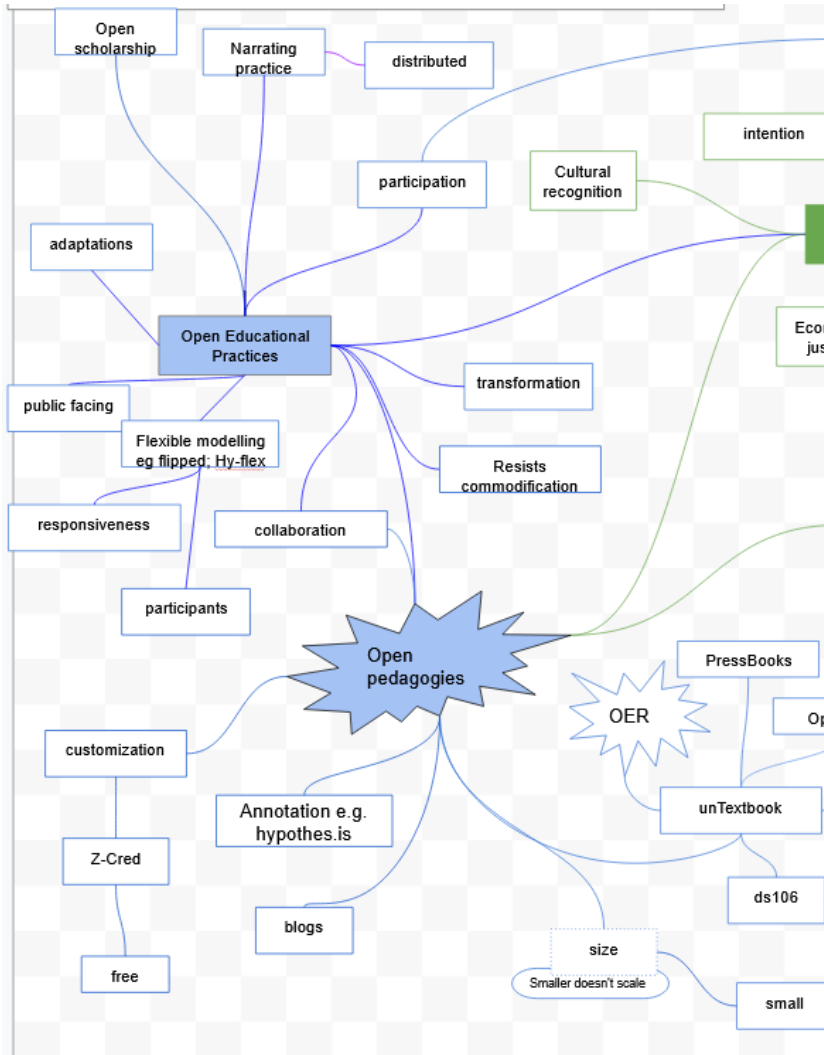 Open
scholarship
Narrating
practice
distributed
intention
participation
Cultural
recognition
adaptations
Open Educational
Practices
transformation
public facing
Flexible modelling
eg flipped; Hy-flex
Resists
commodification
responsiveness
collaboration
participants
Open
pedagogies
PressBooks
OER
customization
unTextbook
Annotation e.g.
hypothes.is
Z-Cred
ds106
blogs
size
free
Smaller doesn't scale
small